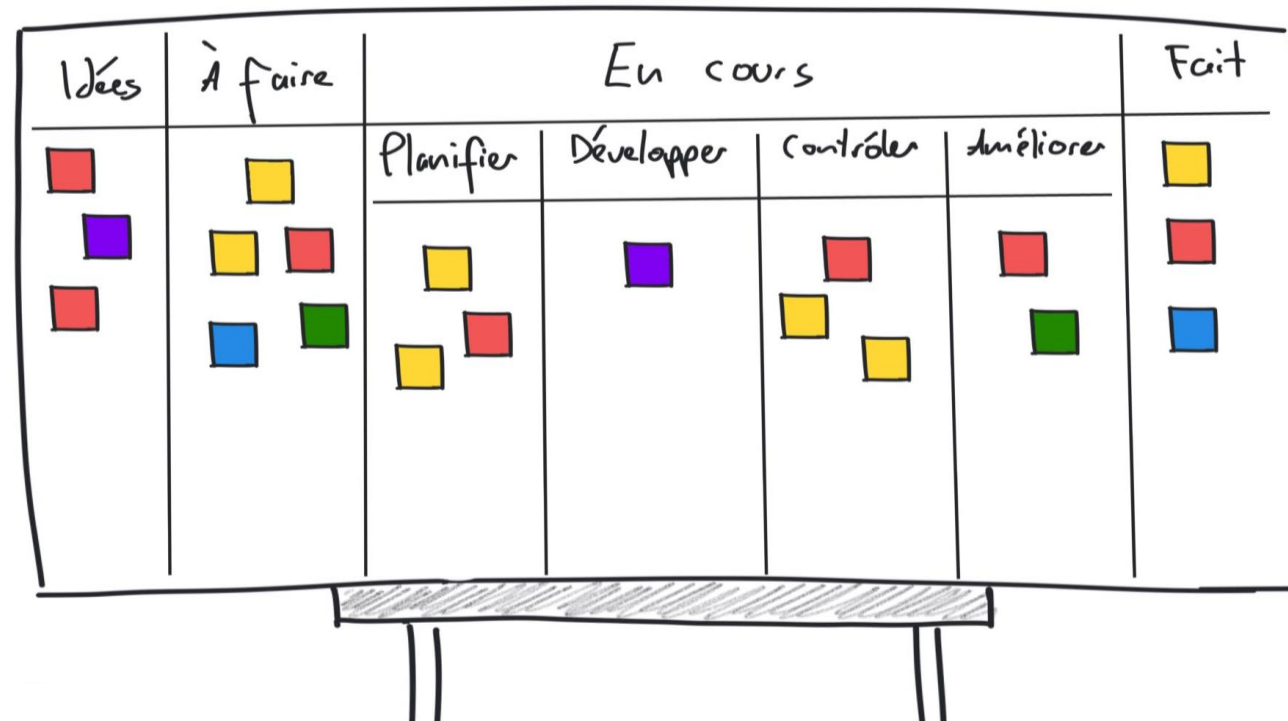 Idées À faire En cours Fait
Planifier Développer Contrôler Améliorer